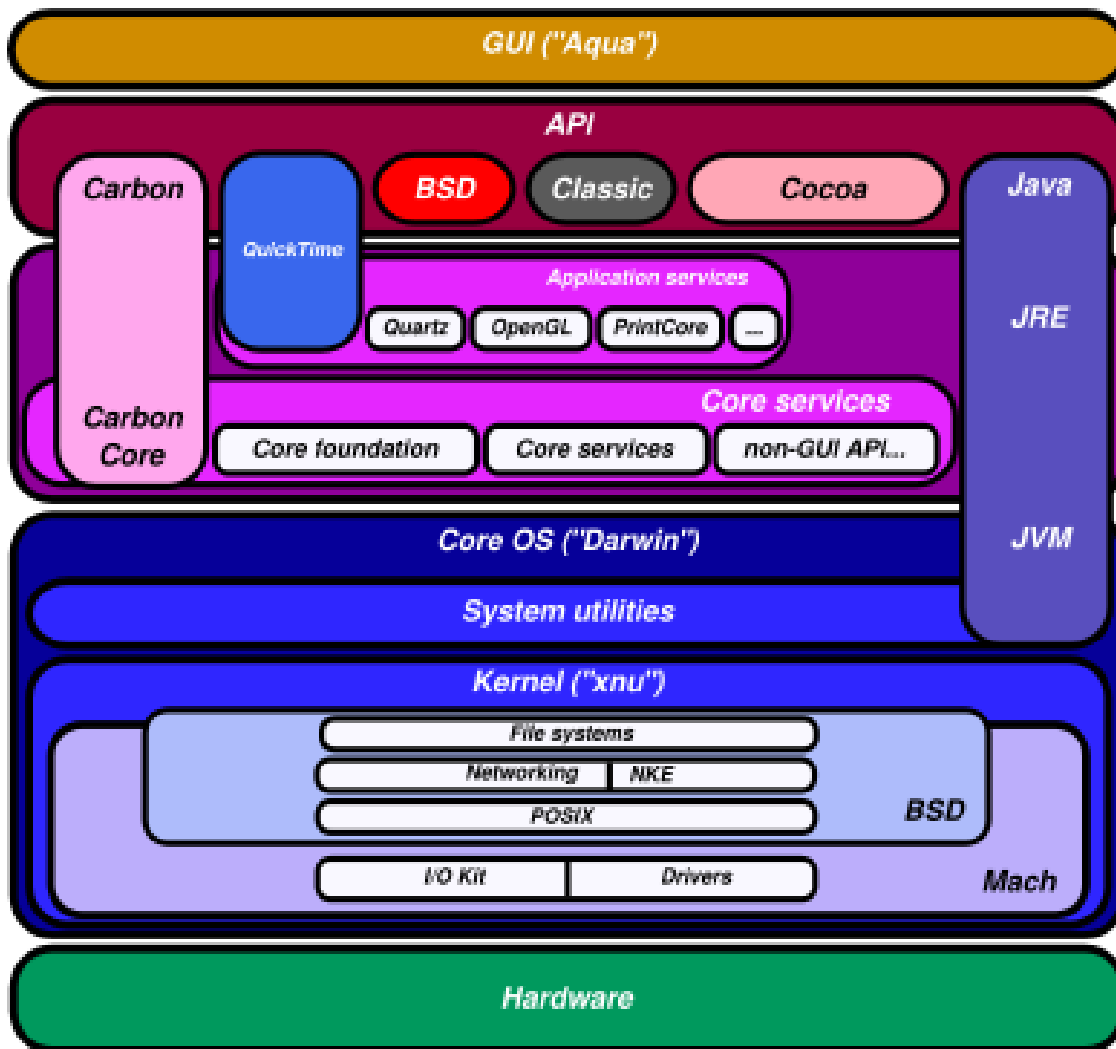 GUI ("Aqua")
API
Carbon
QuickTime
BSD
Classic
Cocoa
Java
Application services
Quartz
OpenGL
PrintCore
...
JRE
Core services
Carbon
Core
Core foundation
Core services
non-GUI API...
Core OS ("Darwin")
JVM
System utilities
Kernel ("xnu")
File systems
Networking
NKE
POSIX
BSD
I/O Kit
Drivers
Mach
Hardware